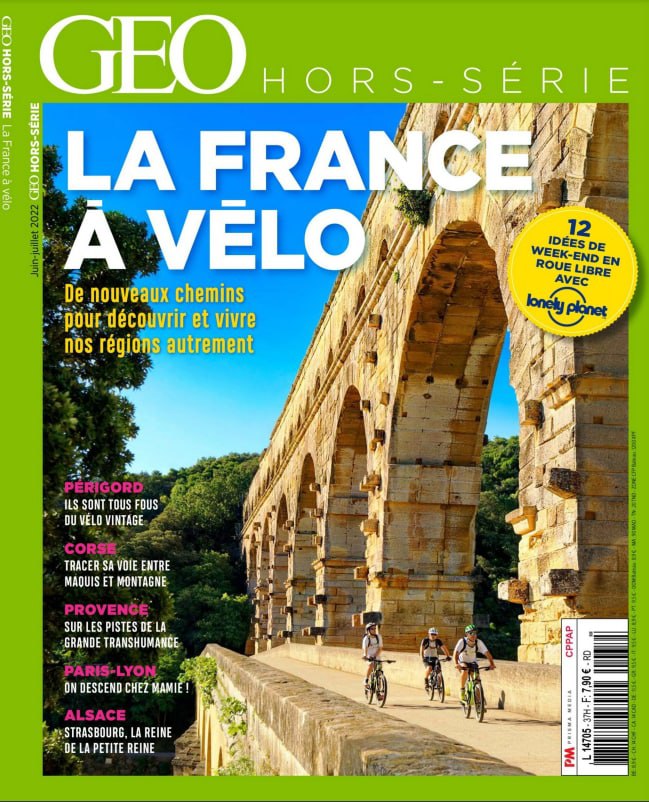 GEO HORS-SÉRIE
LA FRANCE
À VÉLO
De nouveaux chemins
pour découvrir et vivre
nos régions autrement
12
IDÉES DE
WEEK-END EN
ROUE LIBRE
AVEC
lonely planet
PÉRIGORD
ILS SONT TOUS FOUS
DU VÉLO VINTAGE
CORSE
TRACER SA VOIE ENTRE
MAQUIS ET MONTAGNE
PROVENCE
SUR LES PISTES DE LA
GRANDE TRANSHUMANCE
PARIS-LYON
ON DESCEND CHEZ MAMIE !
ALSACE
STRASBOURG, LA REINE
DE LA PETITE REINE
GEO HORS-SÉRIE La France à vélo
Juin-juillet 2022 GEO HORS-SÉRIE
PM PRISMA MEDIA CPPAP
L 14705 - 37H - F: 7,90 € - RD